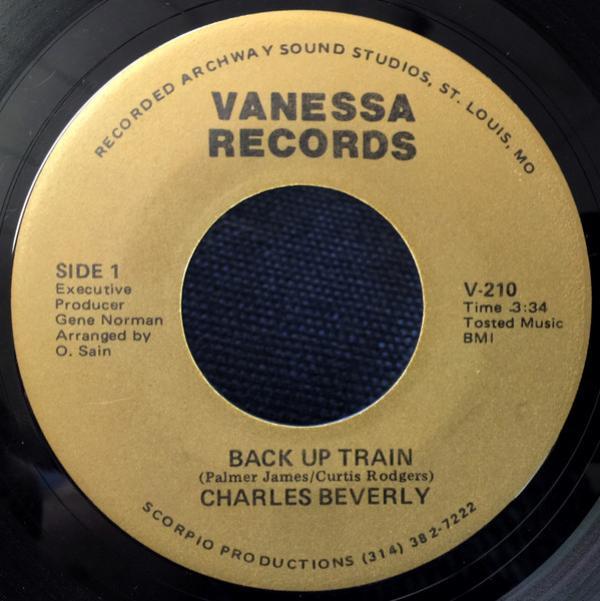 RECORDED ARCHWAY SOUND STUDIOS, ST. LOUIS, MO
VANESSA
RECORDS
SIDE 1
Executive
Producer
Gene Norman
Arranged by
O. Sain
V-210
Time 3:34
Tosted Music
BMI
BACK UP TRAIN
(Palmer James/Curtis Rodgers)
CHARLES BEVERLY
SCORPIO PRODUCTIONS (314) 382-7222